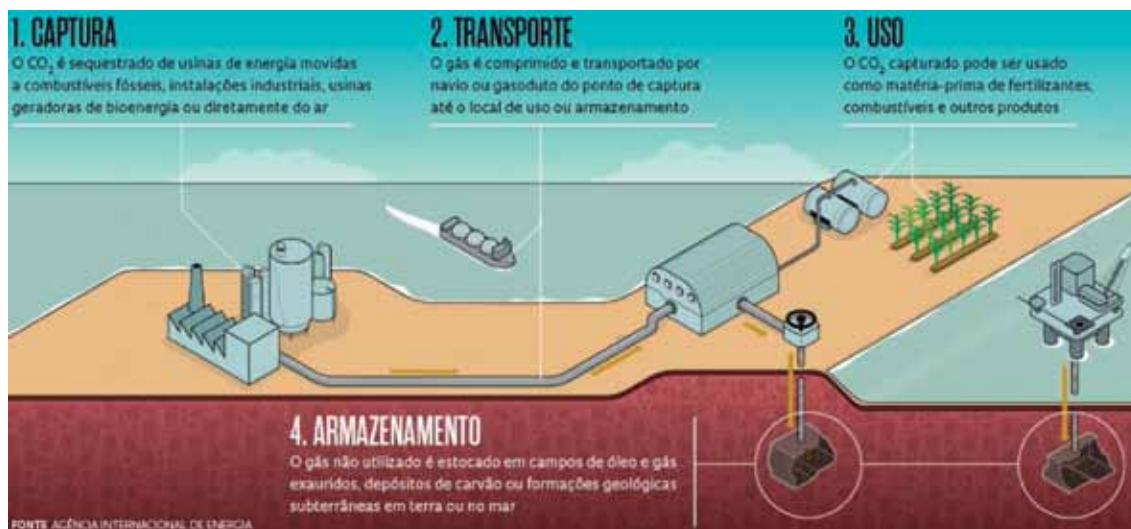 1. CAPTURA
O CO₂ é sequestrado de usinas de energia movidas
a combustíveis fósseis, instalações industriais, usinas
geradoras de bioenergia ou diretamente do ar
2. TRANSPORTE
O gás é comprimido e transportado por
navio ou gasoduto do ponto de captura
até o local de uso ou armazenamento
3. USO
O CO₂ capturado pode ser usado
como matéria-prima de fertilizantes,
combustíveis e outros produtos
4. ARMAZENAMENTO
O gás não utilizado é estocado em campos de óleo e gás
exauridos, depósitos de carvão ou formações geológicas
subterrâneas em terra ou no mar
FONTE AGÊNCIA INTERNACIONAL DE ENERGIA